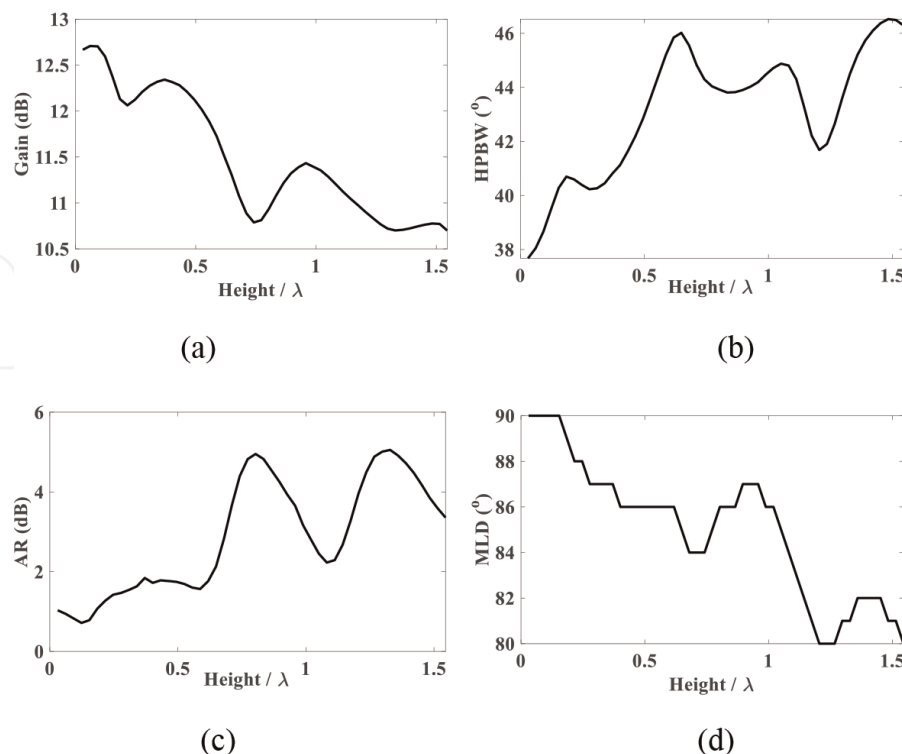 13
12.5
12
11.5
11
10.5
Gain (dB)
0 0.5 1 1.5
Height / λ
(a)
46
44
42
40
38
HPBW (°)
0 0.5 1 1.5
Height / λ
(b)
6
4
2
0
AR (dB)
0 0.5 1 1.5
Height / λ
(c)
90
88
86
84
82
80
MLD (°)
0 0.5 1 1.5
Height / λ
(d)